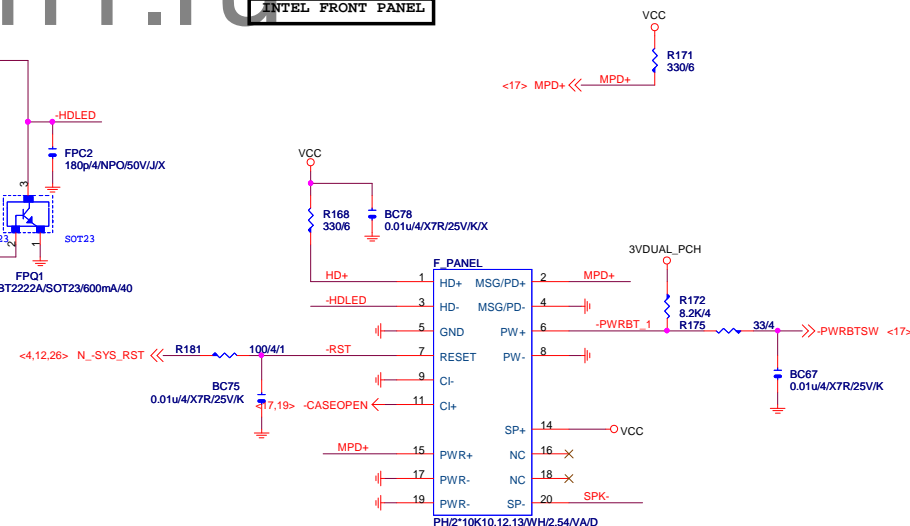 INTEL FRONT PANEL
VCC
R171
330/6
<17> MPD+
MPD+
-HDLED
FPC2
180p/4/NPO/50V/J/X
3
2
1
SOT23
FPQ1
BT2222A/SOT23/600mA/40
VCC
R168
330/6
BC78
0.01u/4/X7R/25V/K/X
3VDUAL_PCH
R172
8.2K/4
R175
33/4
-PWRBTSW <17>
BC67
0.01u/4/X7R/25V/K
F_PANEL
HD+ 1 HD+ MSG/PD+ 2 MPD+
-HDLED 3 HD- MSG/PD- 4
5 GND PW+ 6 -PWRBT_1
<4,12,26> N_-SYS_RST R181 100/4/1 -RST 7 RESET PW- 8
BC75
0.01u/4/X7R/25V/K
9 CI-
<17,19> -CASEOPEN 11 CI+
SP+ 14 VCC
MPD+ 15 PWR+ NC 16
17 PWR- NC 18
19 PWR- SP- 20 SPK-
PH/2*10K10,12,13/WH/2.54/VA/D